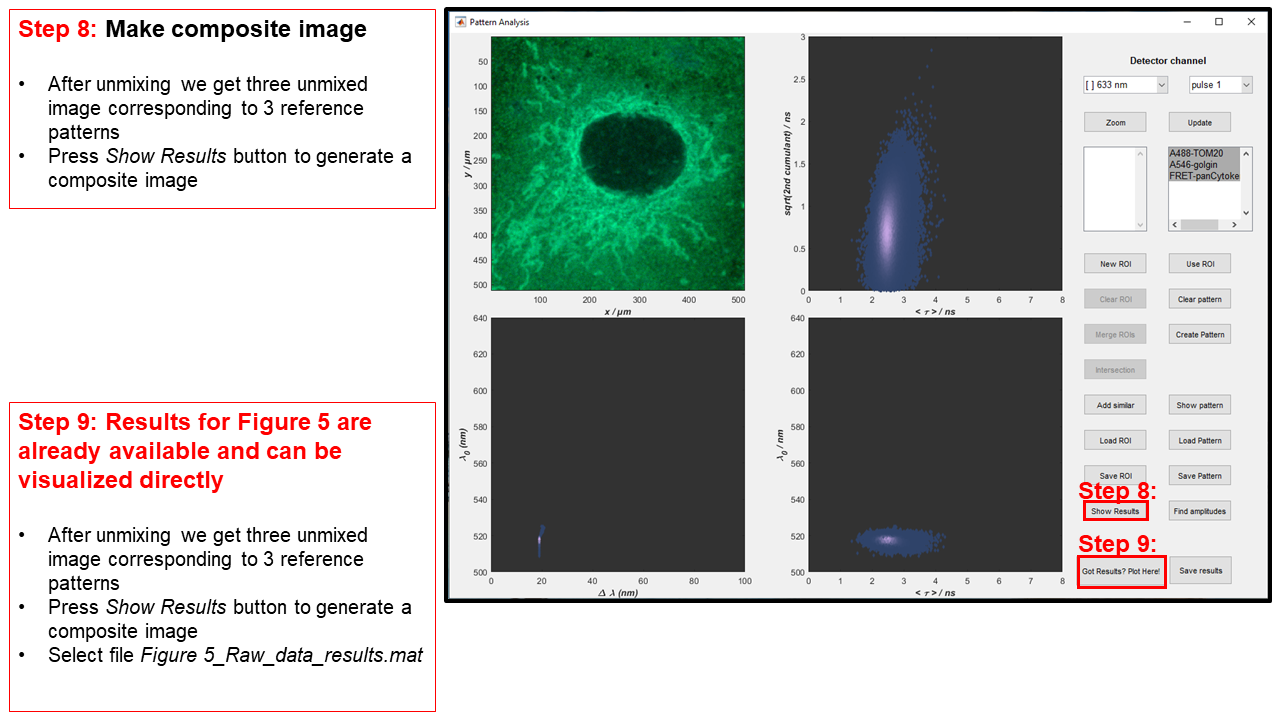 Step 8: Make composite image
• After unmixing we get three unmixed
image corresponding to 3 reference
patterns
• Press Show Results button to generate a
composite image
Step 9: Results for Figure 5 are
already available and can be
visualized directly
• After unmixing we get three unmixed
image corresponding to 3 reference
patterns
• Press Show Results button to generate a
composite image
• Select file Figure 5_Raw_data_results.mat
Pattern Analysis
50
100
150
200
250
300
350
400
450
500
y / μm
100 200 300 400 500
x / μm
3
2.5
2
1.5
1
0.5
0
sqrt(2nd cumulant) / ns
0 1 2 3 4 5 6 7 8
< τ > / ns
640
620
600
580
560
540
520
500
λ0 (nm)
0 20 40 60 80 100
Δ λ (nm)
640
620
600
580
560
540
520
500
λ0 / nm
0 1 2 3 4 5 6 7 8
< τ > / ns
Detector channel
[ ] 633 nm pulse 1
Zoom Update
A488-TOM20
A546-golgin
FRET-panCytoke
New ROI Use ROI
Clear ROI Clear pattern
Merge ROIs Create Pattern
Intersection
Add similar Show pattern
Load ROI Load Pattern
Save ROI Save Pattern
Step 8:
Show Results Find amplitudes
Step 9:
Got Results? Plot Here! Save results